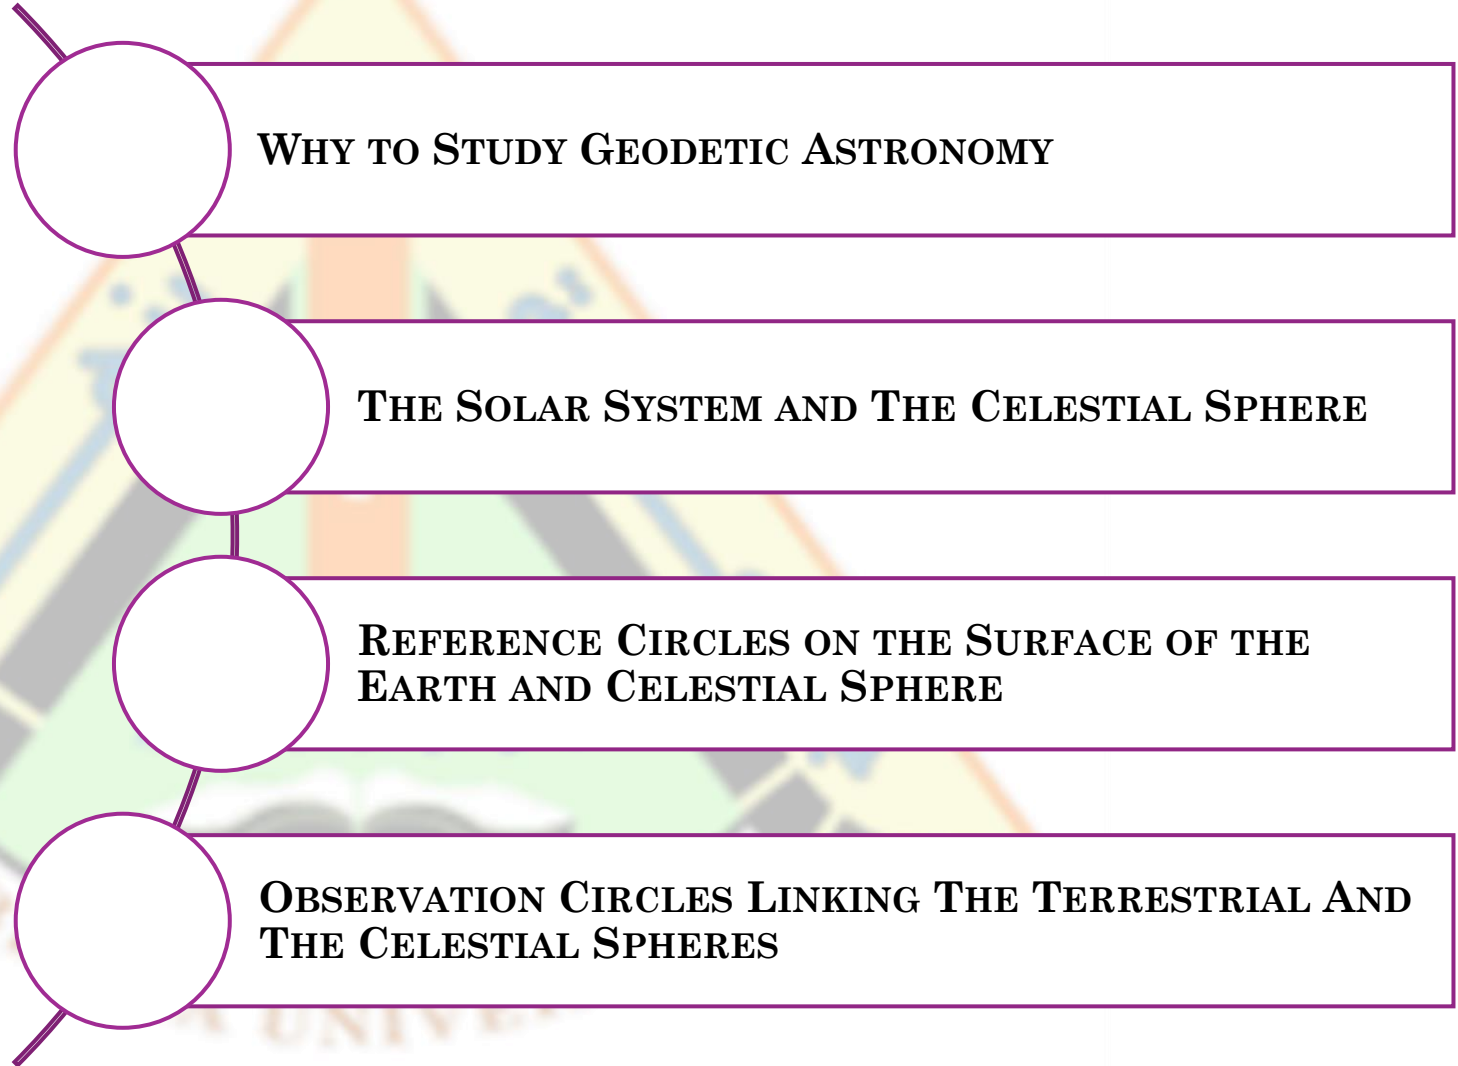 WHY TO STUDY GEODETIC ASTRONOMY
THE SOLAR SYSTEM AND THE CELESTIAL SPHERE
REFERENCE CIRCLES ON THE SURFACE OF THE
EARTH AND CELESTIAL SPHERE
OBSERVATION CIRCLES LINKING THE TERRESTRIAL AND
THE CELESTIAL SPHERES